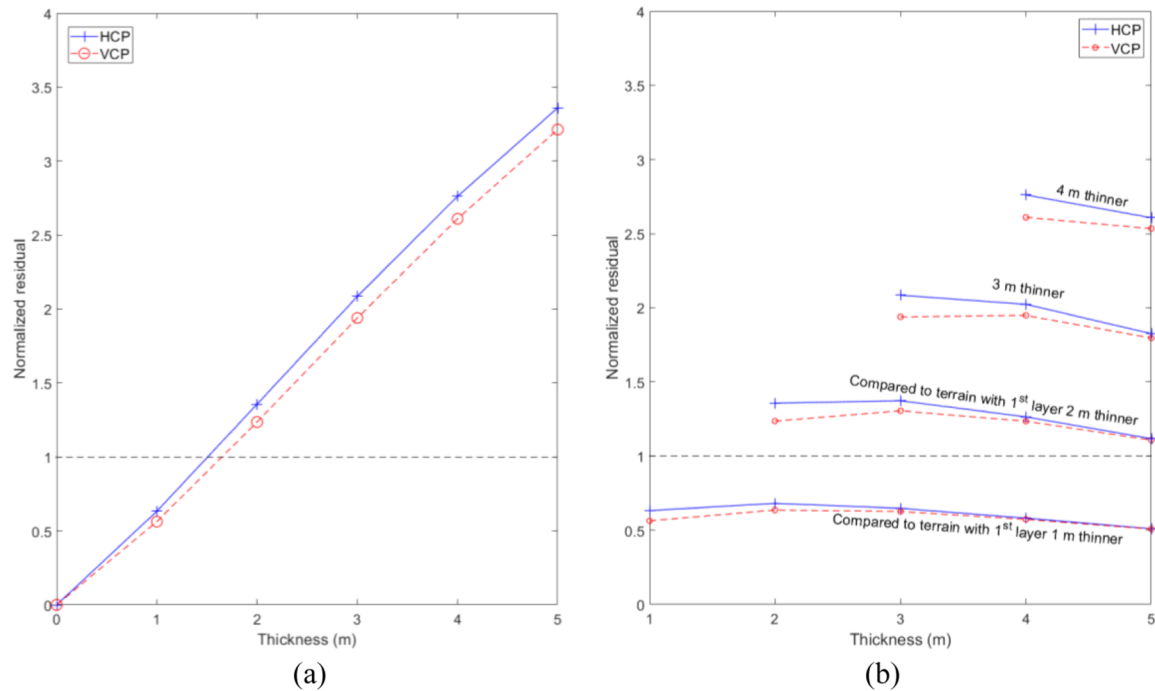 4
3.5
3
2.5
2
1.5
1
0.5
0
HCP
VCP
Normalized residual
0 1 2 3 4 5
Thickness (m)
(a)
4
3.5
3
2.5
2
1.5
1
0.5
0
HCP
VCP
4 m thinner
3 m thinner
Compared to terrain with 1st layer 2 m thinner
Compared to terrain with 1st layer 1 m thinner
Normalized residual
1 2 3 4 5
Thickness (m)
(b)